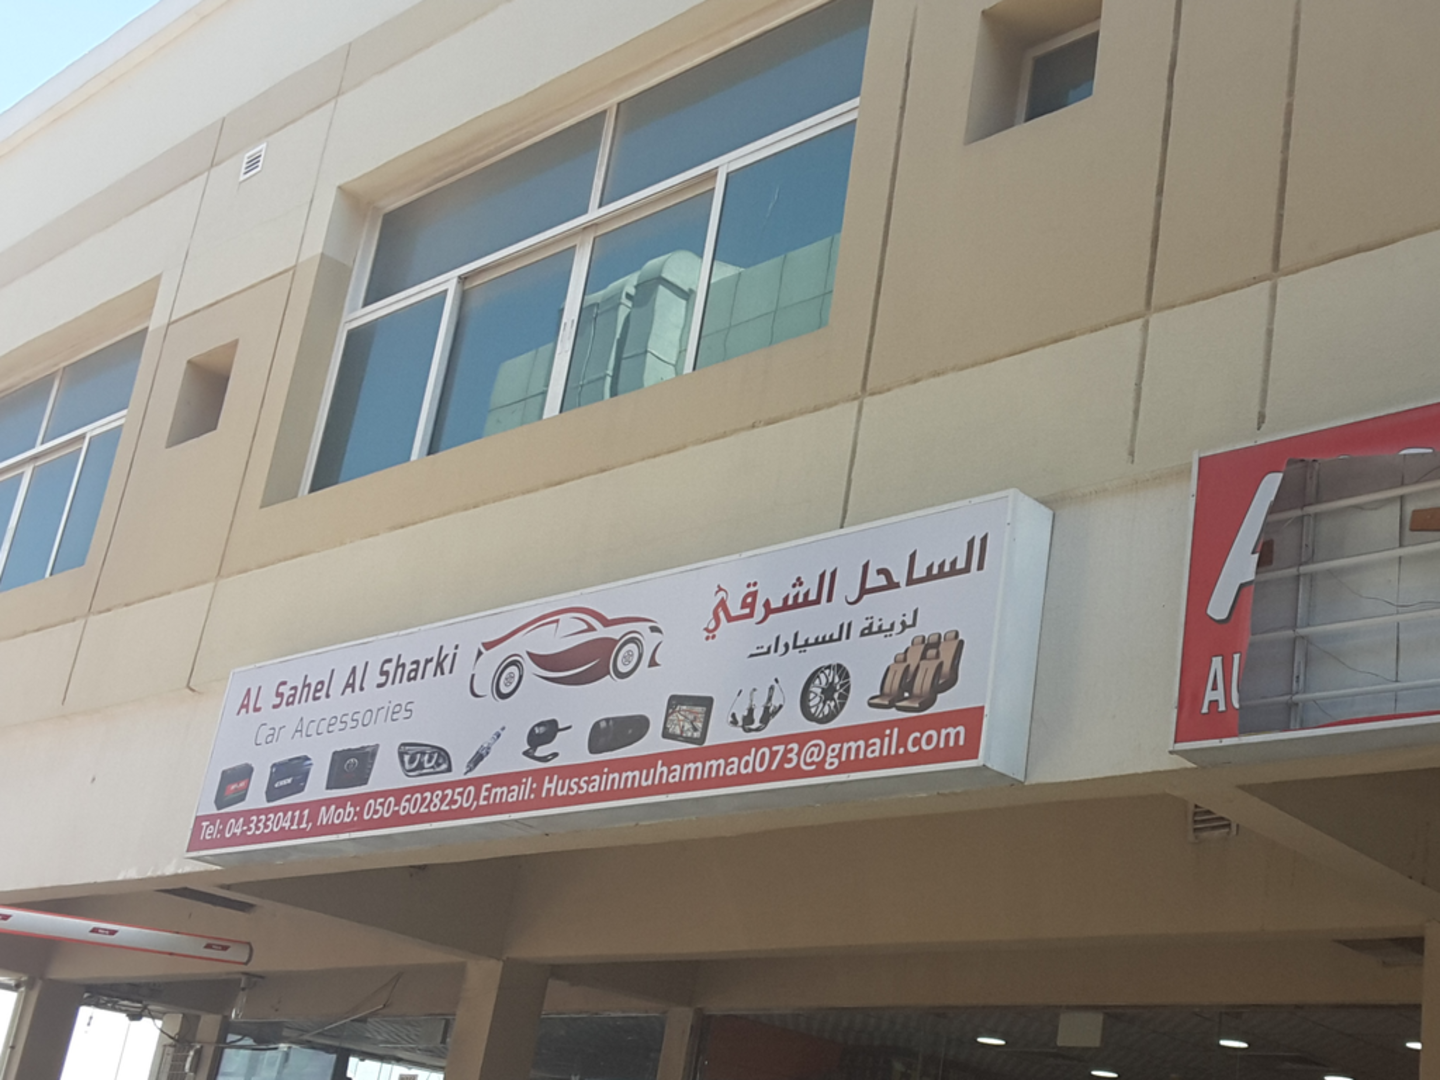 الساحل الشرقي
لزينة السيارات
AL Sahel Al Sharki
Car Accessories
Tel: 04-3330411, Mob: 050-6028250,Email: Hussainmuhammad073@gmail.com